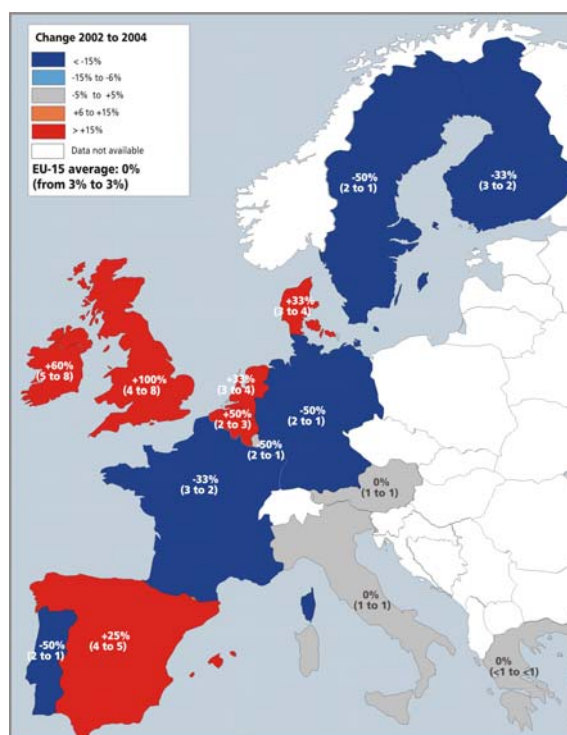 Change 2002 to 2004
< -15%
-15% to -6%
-5% to +5%
+6 to +15%
> +15%
Data not available
EU-15 average: 0%
(from 3% to 3%)
-50%
(2 to 1)
-33%
(3 to 2)
+33%
(3 to 4)
+60%
(5 to 8)
+100%
(4 to 8)
+33%
(3 to 4)
+50%
(2 to 3)
-50%
(2 to 1)
-50%
(2 to 1)
-33%
(3 to 2)
0%
(1 to 1)
0%
(1 to 1)
-50%
(2 to 1)
+25%
(4 to 5)
0%
(<1 to <1)